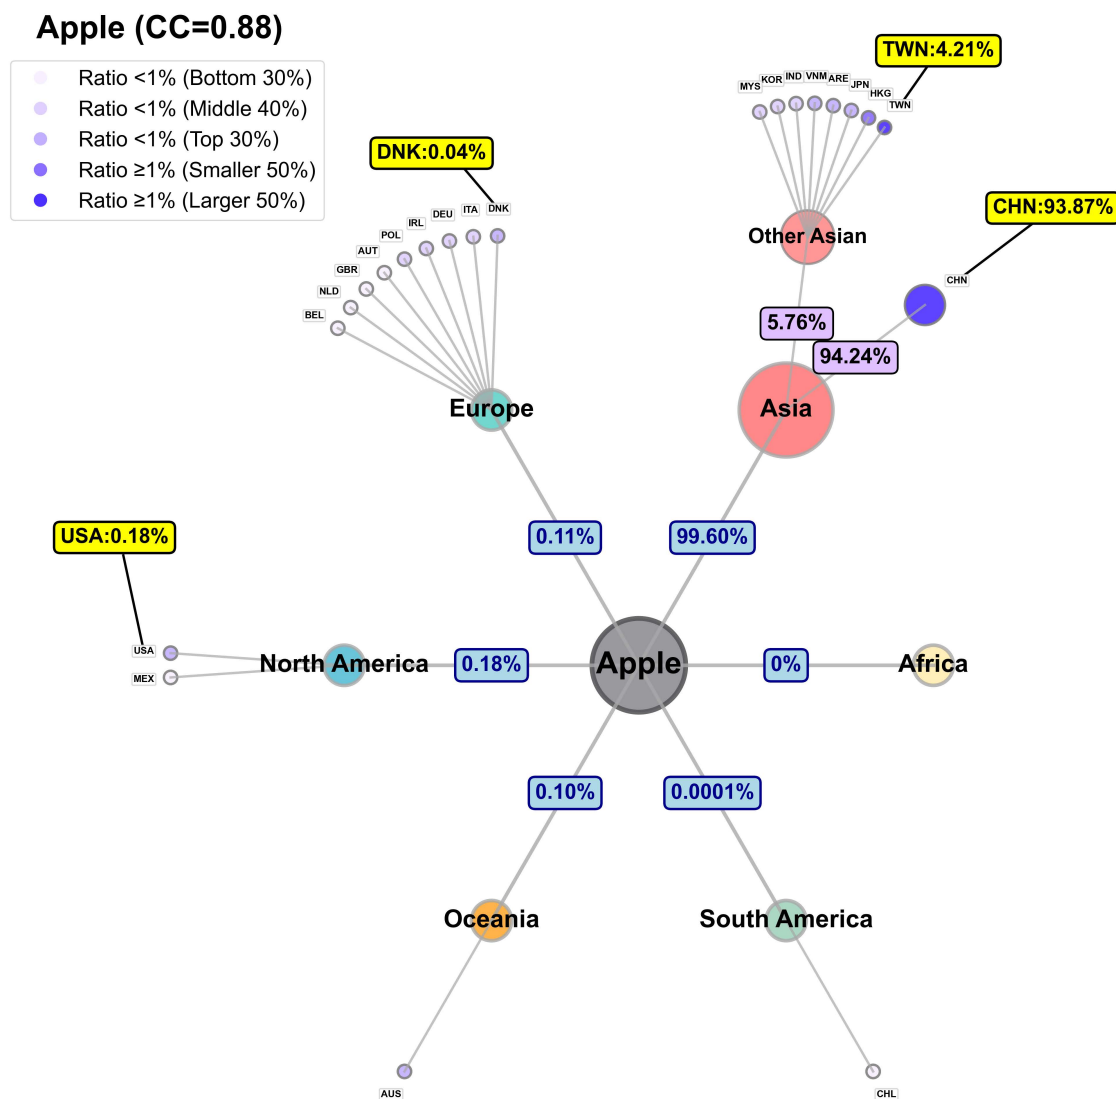 Apple (CC=0.88)
Ratio <1% (Bottom 30%)
Ratio <1% (Middle 40%)
Ratio <1% (Top 30%)
Ratio ≥1% (Smaller 50%)
Ratio ≥1% (Larger 50%)
TWN:4.21%
MYS
KOR
IND
VNM
ARE
JPN
HKG
TWN
DNK:0.04%
CHN:93.87%
BEL
NLD
GBR
AUT
POL
IRL
DEU
ITA
DNK
Other Asian
CHN
5.76%
94.24%
Europe
Asia
0.11%
99.60%
USA:0.18%
USA
MEX
North America
0.18%
Apple
0%
Africa
0.10%
0.0001%
Oceania
South America
AUS
CHL